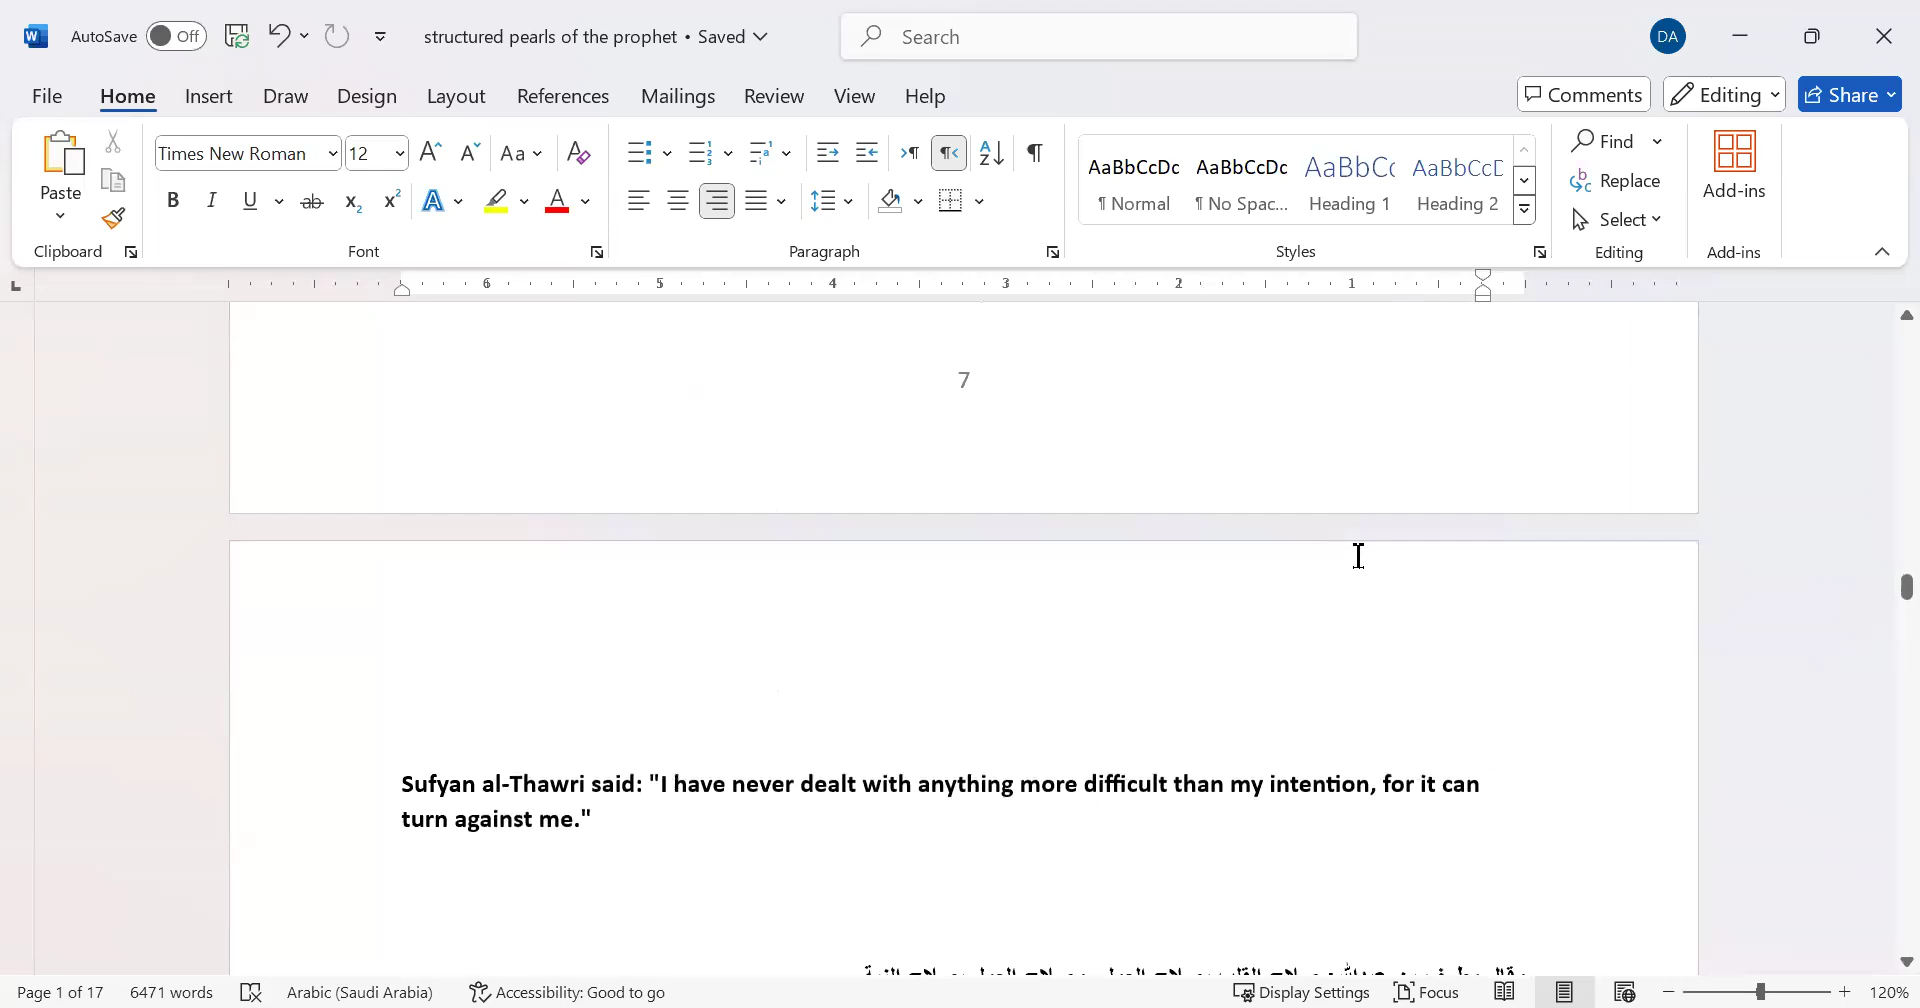 AutoSave Off structured pearls of the prophet • Saved Search DA
File Home Insert Draw Design Layout References Mailings Review View Help Comments Editing Share
Paste Times New Roman 12 Aa AaBbCcDc AaBbCcDc AaBbCc AaBbCcD Find Replace Select Add-ins
¶ Normal ¶ No Spac... Heading 1 Heading 2
Clipboard Font Paragraph Styles Editing Add-ins
6 5 4 3 2 1
7
Sufyan al-Thawri said: "I have never dealt with anything more difficult than my intention, for it can
turn against me."
Page 1 of 17 6471 words Arabic (Saudi Arabia) Accessibility: Good to go Display Settings Focus 120%